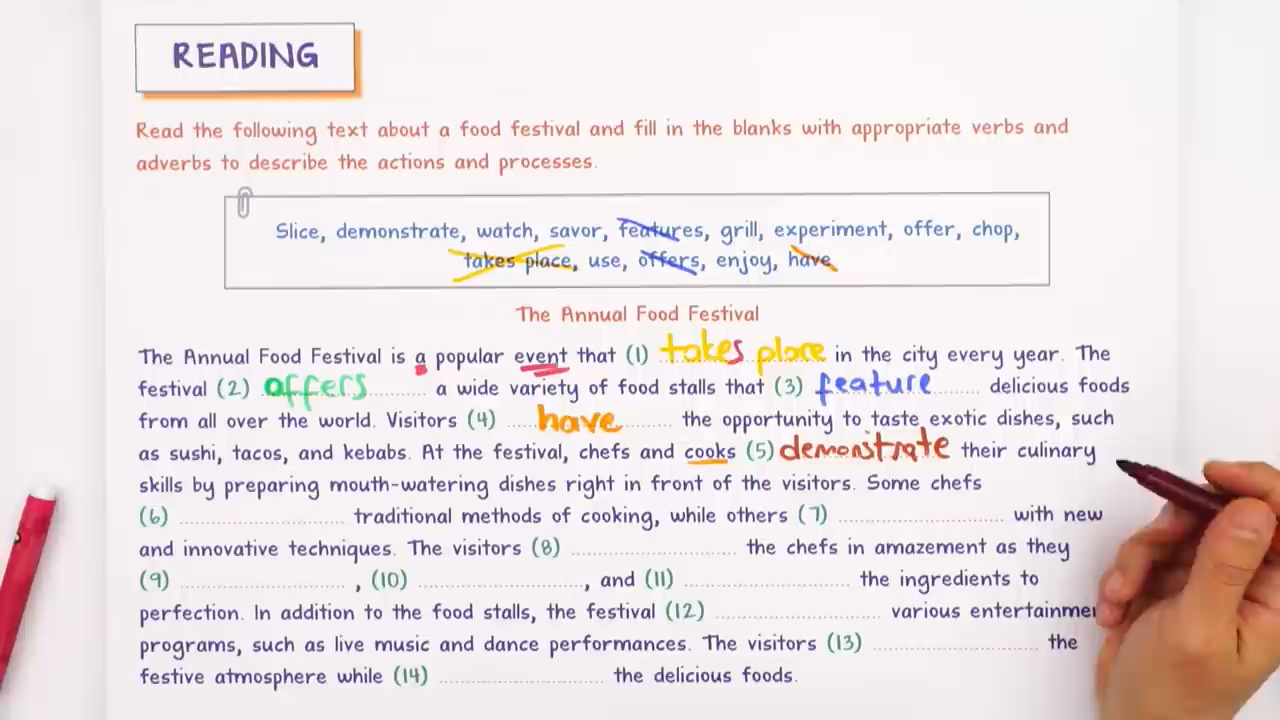 READING
Read the following text about a food festival and fill in the blanks with appropriate verbs and
adverbs to describe the actions and processes.
Slice, demonstrate, watch, savor, features, grill, experiment, offer, chop,
takes place, use, offers, enjoy, have
The Annual Food Festival
The Annual Food Festival is a popular event that (1) takes place in the city every year. The
festival (2) offers a wide variety of food stalls that (3) feature delicious foods
from all over the world. Visitors (4) have the opportunity to taste exotic dishes, such
as sushi, tacos, and kebabs. At the festival, chefs and cooks (5) demonstrate their culinary
skills by preparing mouth-watering dishes right in front of the visitors. Some chefs
(6) traditional methods of cooking, while others (7) with new
and innovative techniques. The visitors (8) the chefs in amazement as they
(9) , (10) , and (11) the ingredients to
perfection. In addition to the food stalls, the festival (12) various entertainmen
programs, such as live music and dance performances. The visitors (13) the
festive atmosphere while (14) the delicious foods.